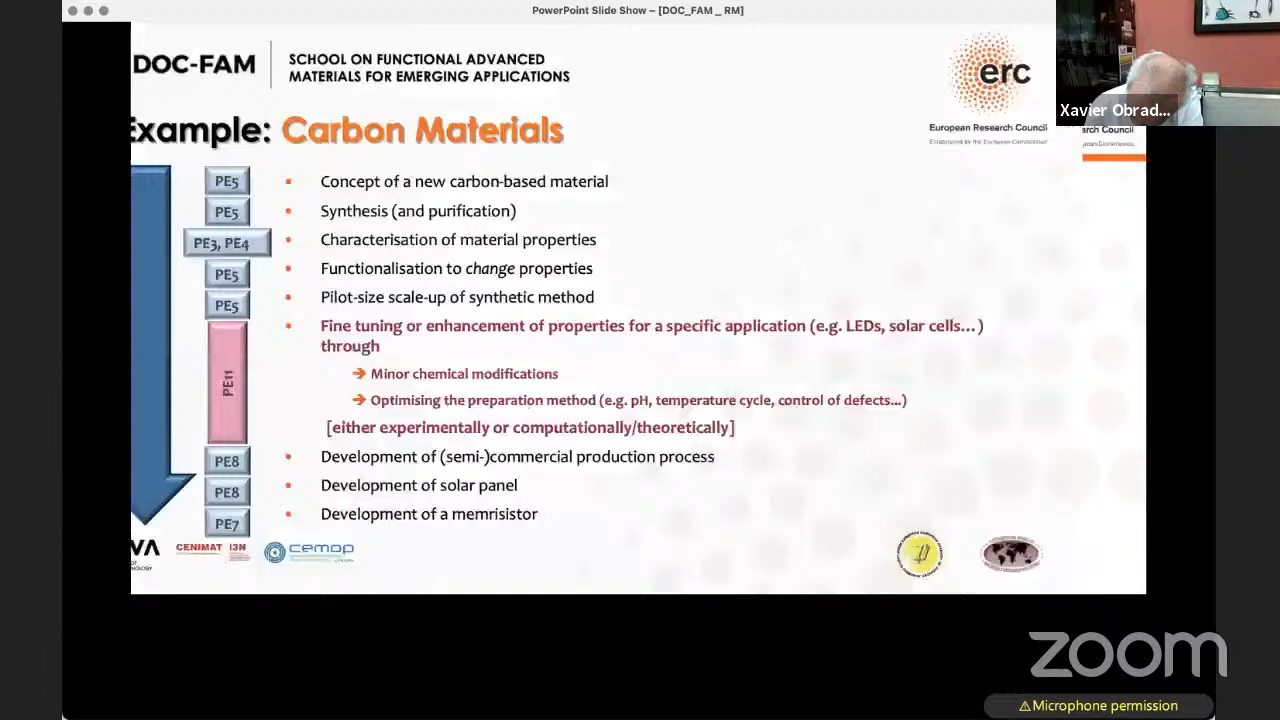 PowerPoint Slide Show – [DOC_FAM _ RM]
DOC-FAM
SCHOOL ON FUNCTIONAL ADVANCED
MATERIALS FOR EMERGING APPLICATIONS
erc
European Research Council
Established by the European Commission
Xavier Obrad...
arch Council
Example: Carbon Materials
PE5 ▪ Concept of a new carbon-based material
PE5 ▪ Synthesis (and purification)
PE3, PE4 ▪ Characterisation of material properties
PE5 ▪ Functionalisation to change properties
PE5 ▪ Pilot-size scale-up of synthetic method
PE11 ▪ Fine tuning or enhancement of properties for a specific application (e.g. LEDs, solar cells...)
through
➔ Minor chemical modifications
➔ Optimising the preparation method (e.g. pH, temperature cycle, control of defects...)
[either experimentally or computationally/theoretically]
PE8 ▪ Development of (semi-)commercial production process
PE8 ▪ Development of solar panel
PE7 ▪ Development of a memristor
VA
CENIMAT I3N
cemop
zoom
⚠Microphone permission